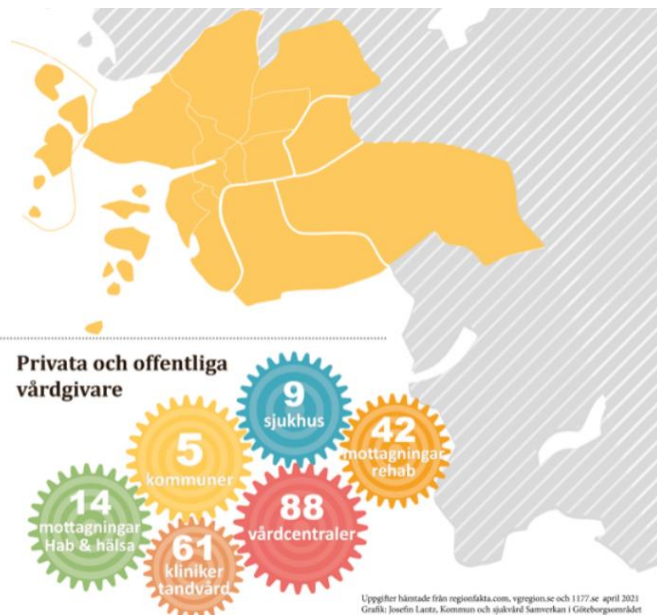 Privata och offentliga
vårdgivare
9
sjukhus
42
mottagningar
rehab
5
kommuner
14
mottagningar
Hab & hälsa
88
vårdcentraler
61
kliniker
tandvård
Uppgifter hämtade från regionfakta.com, vgregion.se och 1177.se april 2021
Grafik: Josefin Lantz, Kommun och sjukvård Samverkan i Göteborgsområdet